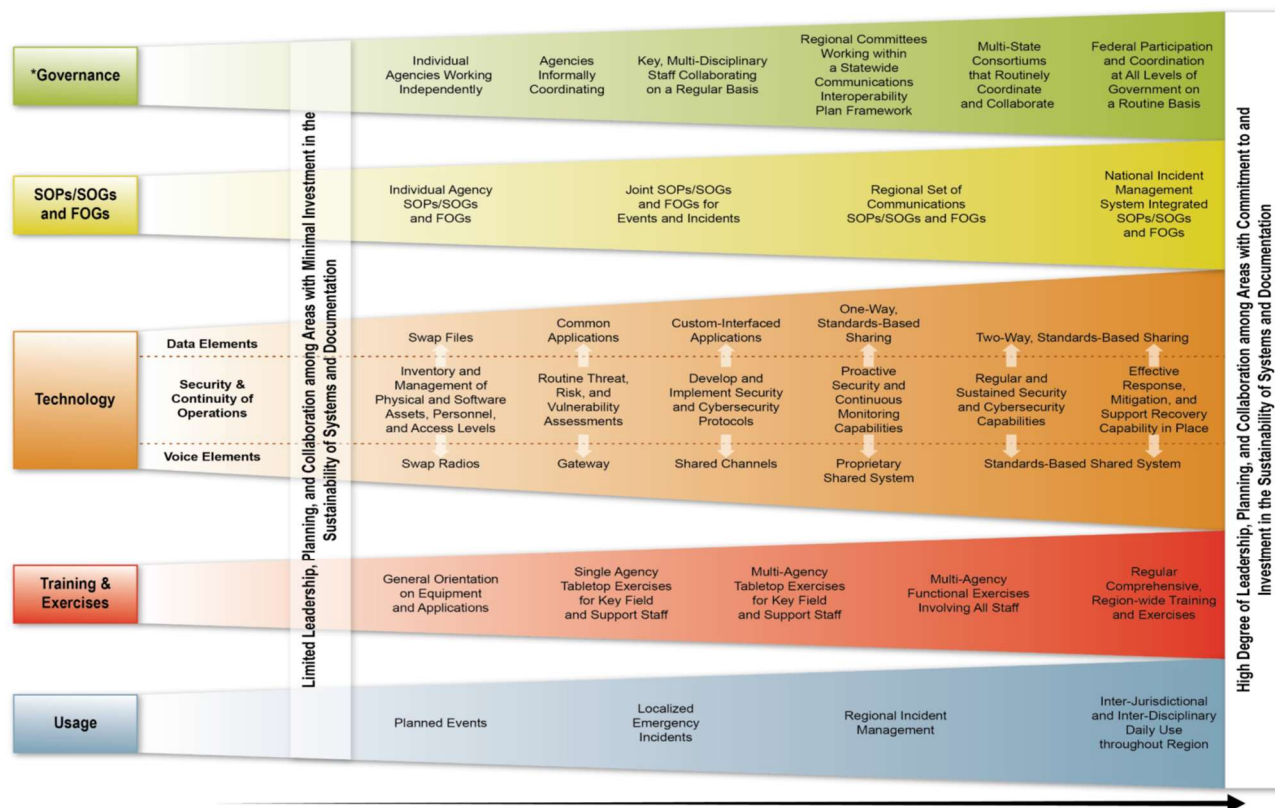 *Governance
Individual
Agencies Working
Independently
Agencies
Informally
Coordinating
Key, Multi-Disciplinary
Staff Collaborating
on a Regular Basis
Regional Committees
Working within
a Statewide
Communications
Interoperability
Plan Framework
Multi-State
Consortiums
that Routinely
Coordinate
and Collaborate
Federal Participation
and Coordination
at All Levels of
Government on
a Routine Basis
SOPs/SOGs
and FOGs
Individual Agency
SOPs/SOGs
and FOGs
Joint SOPs/SOGs
and FOGs for
Events and Incidents
Regional Set of
Communications
SOPs/SOGs and FOGs
National Incident
Management
System Integrated
SOPs/SOGs
and FOGs
Technology
Data Elements
Swap Files
Common
Applications
Custom-Interfaced
Applications
One-Way,
Standards-Based
Sharing
Two-Way, Standards-Based Sharing
Security &
Continuity of
Operations
Inventory and
Management of
Physical and Software
Assets, Personnel,
and Access Levels
Routine Threat,
Risk, and
Vulnerability
Assessments
Develop and
Implement Security
and Cybersecurity
Protocols
Proactive
Security and
Continuous
Monitoring
Capabilities
Regular and
Sustained Security
and Cybersecurity
Capabilities
Effective
Response,
Mitigation, and
Support Recovery
Capability in Place
Voice Elements
Swap Radios
Gateway
Shared Channels
Proprietary
Shared System
Standards-Based Shared System
Training &
Exercises
General Orientation
on Equipment
and Applications
Single Agency
Tabletop Exercises
for Key Field
and Support Staff
Multi-Agency
Tabletop Exercises
for Key Field
and Support Staff
Multi-Agency
Functional Exercises
Involving All Staff
Regular
Comprehensive,
Region-wide Training
and Exercises
Usage
Planned Events
Localized
Emergency
Incidents
Regional Incident
Management
Inter-Jurisdictional
and Inter-Disciplinary
Daily Use
throughout Region
Limited Leadership, Planning, and Collaboration among Areas with Minimal Investment in the
Sustainability of Systems and Documentation
High Degree of Leadership, Planning, and Collaboration among Areas with Commitment to and
Investment in the Sustainability of Systems and Documentation